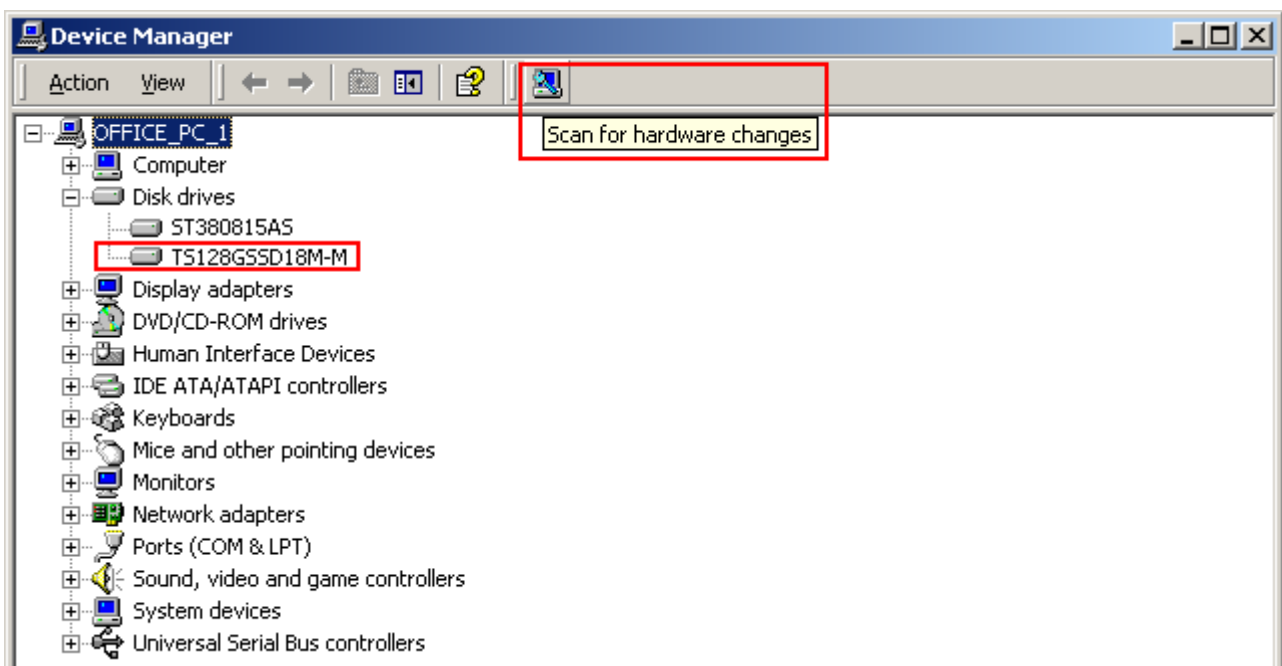 Device Manager
Action View
Scan for hardware changes
OFFICE_PC_1
Computer
Disk drives
ST380815AS
TS128GSSD18M-M
Display adapters
DVD/CD-ROM drives
Human Interface Devices
IDE ATA/ATAPI controllers
Keyboards
Mice and other pointing devices
Monitors
Network adapters
Ports (COM & LPT)
Sound, video and game controllers
System devices
Universal Serial Bus controllers